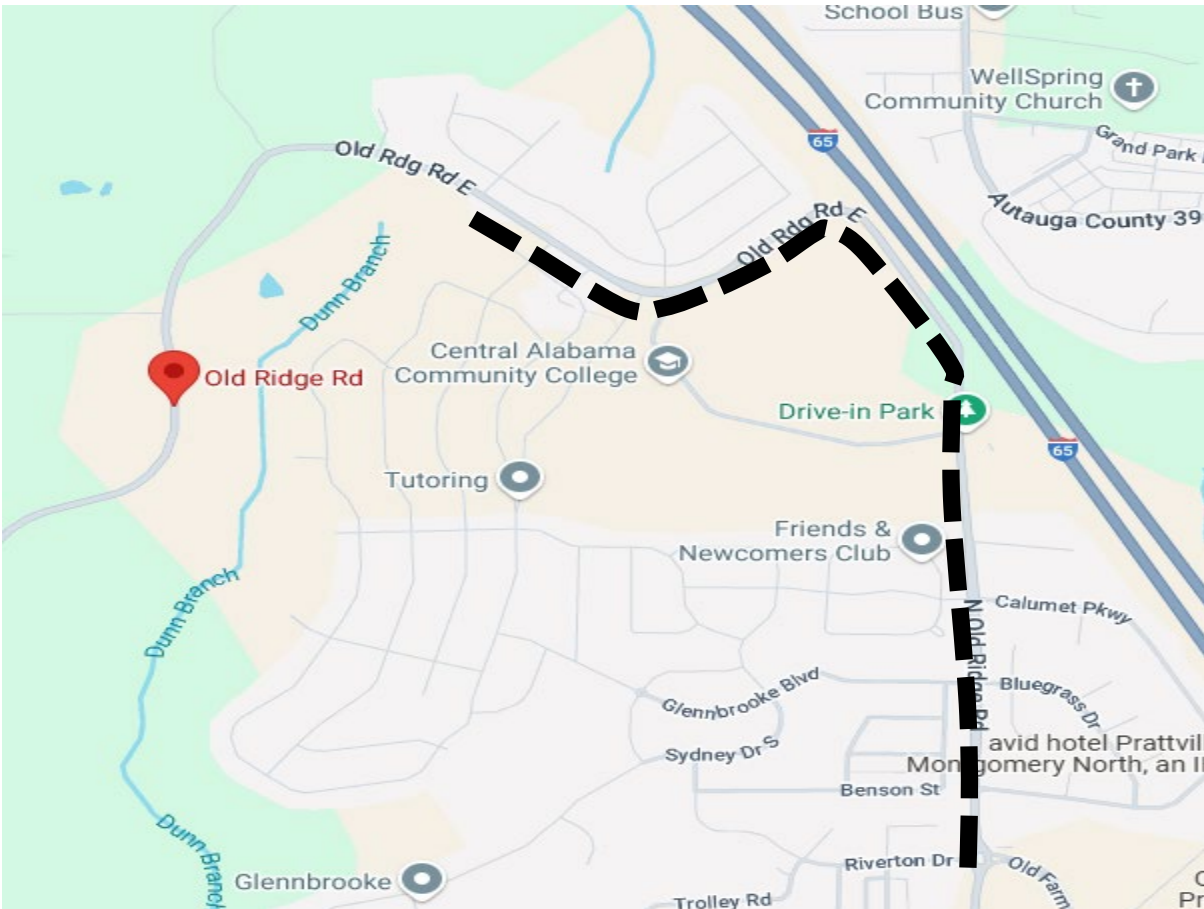 School Bus
WellSpring
Community Church
65
Grand Park
Old Rdg Rd E
Autauga County 39
Old Rdg Rd E
Dunn Branch
Central Alabama
Community College
Old Ridge Rd
Drive-in Park
65
Tutoring
Friends &
Newcomers Club
Dunn Branch
Calumet Pkwy
N Old Ridge Rd
Glennbrooke Blvd
Bluegrass Dr
Sydney Dr S
avid hotel Prattvil
Montgomery North, an I
Benson St
Dunn Branch
Riverton Dr
Old Farm
Glennbrooke
Trolley Rd
Pr